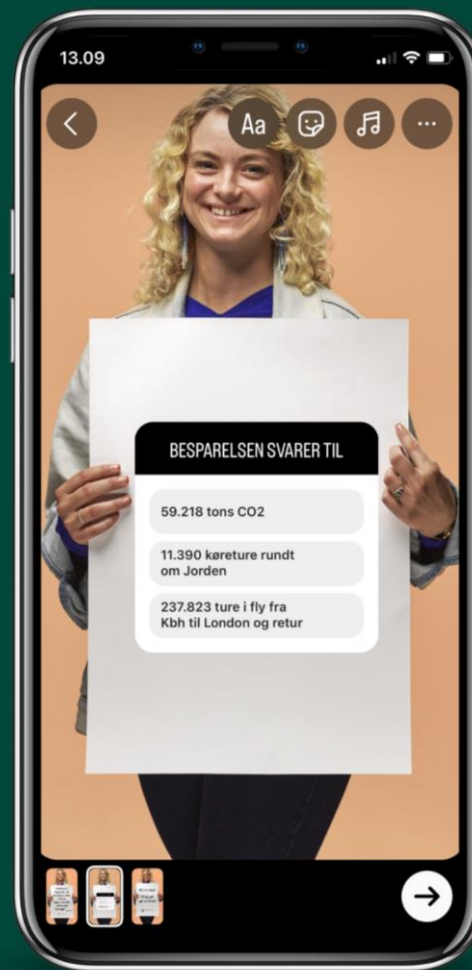 13.09
Aa
BESPARELSEN SVARER TIL
59.218 tons CO2
11.390 køreture rundt
om Jorden
237.823 ture i fly fra
Kbh til London og retur